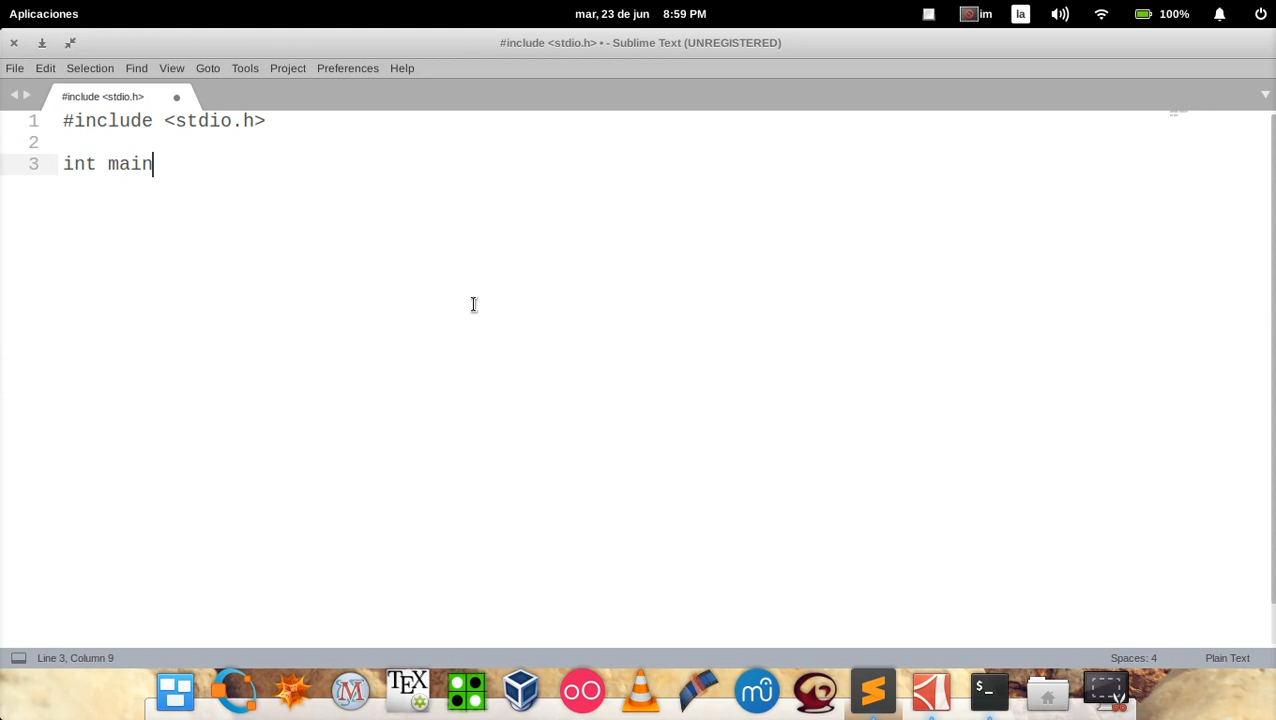 Aplicaciones mar, 23 de jun 8:59 PM im la 100%
#include <stdio.h> • - Sublime Text (UNREGISTERED)
File Edit Selection Find View Goto Tools Project Preferences Help
#include <stdio.h>
1 #include <stdio.h>
2
3 int main
Line 3, Column 9 Spaces: 4 Plain Text
TEX
M
mu
S
>_